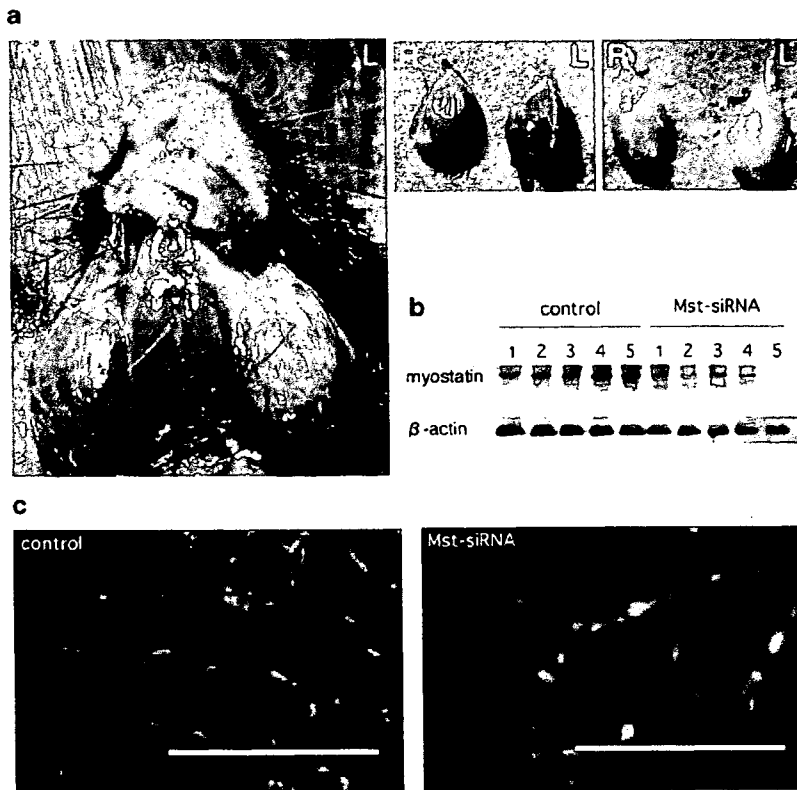 a
L
L
R
L
b
control Mst-siRNA
1 2 3 4 5 1 2 3 4 5
myostatin
β-actin
c
control
Mst-siRNA